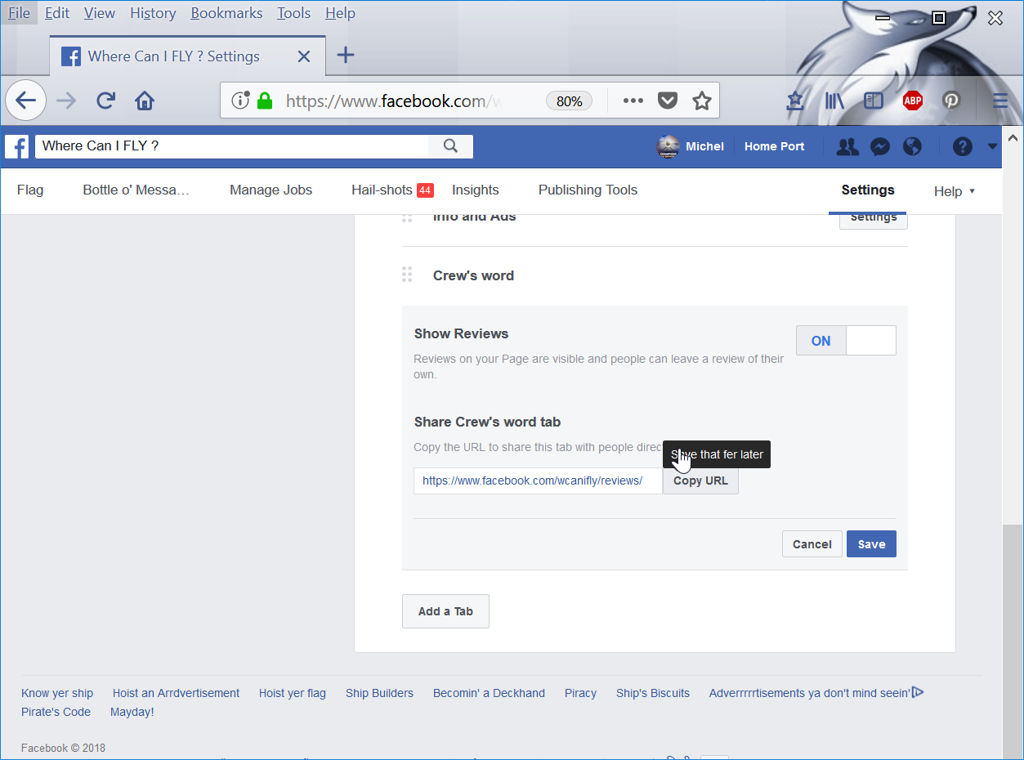 File Edit View History Bookmarks Tools Help
Where Can I FLY ? Settings
https://www.facebook.com/w 80% ABP
Where Can I FLY ? Michel Home Port
Flag Bottle o' Messa… Manage Jobs Hail-shots 44 Insights Publishing Tools Settings Help
Info and Ads Settings
Crew's word
Show Reviews ON
Reviews on your Page are visible and people can leave a review of their
own.
Share Crew's word tab
Copy the URL to share this tab with people direc
Save that fer later
https://www.facebook.com/wcanifly/reviews/ Copy URL
Cancel Save
Add a Tab
Know yer ship Hoist an Arrdvertisement Hoist yer flag Ship Builders Becomin' a Deckhand Piracy Ship's Biscuits Adverrrrrtisements ya don't mind seein'
Pirate's Code Mayday!
Facebook © 2018